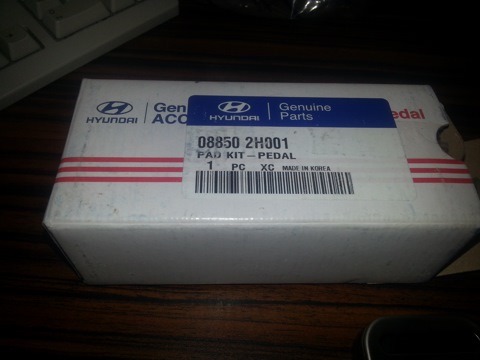 HYUNDAI
Gen
ACC
HYUNDAI
Genuine
Parts
edal
08850 2H001
PAD KIT-PEDAL
1 PC XC MADE IN KOREA